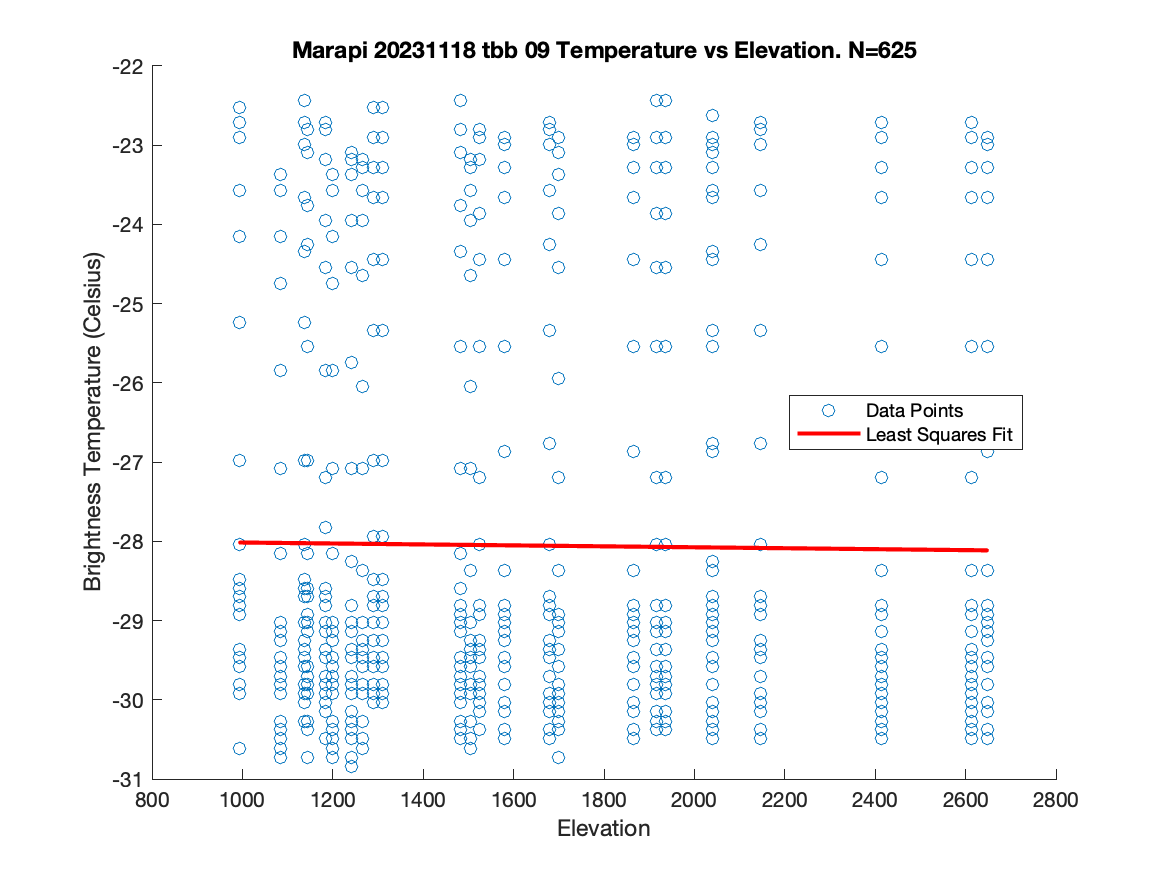 Marapi 20231118 tbb 09 Temperature vs Elevation. N=625
-22
-23
-24
-25
-26
-27
-28
-29
-30
-31
Brightness Temperature (Celsius)
Data Points
Least Squares Fit
800 1000 1200 1400 1600 1800 2000 2200 2400 2600 2800
Elevation